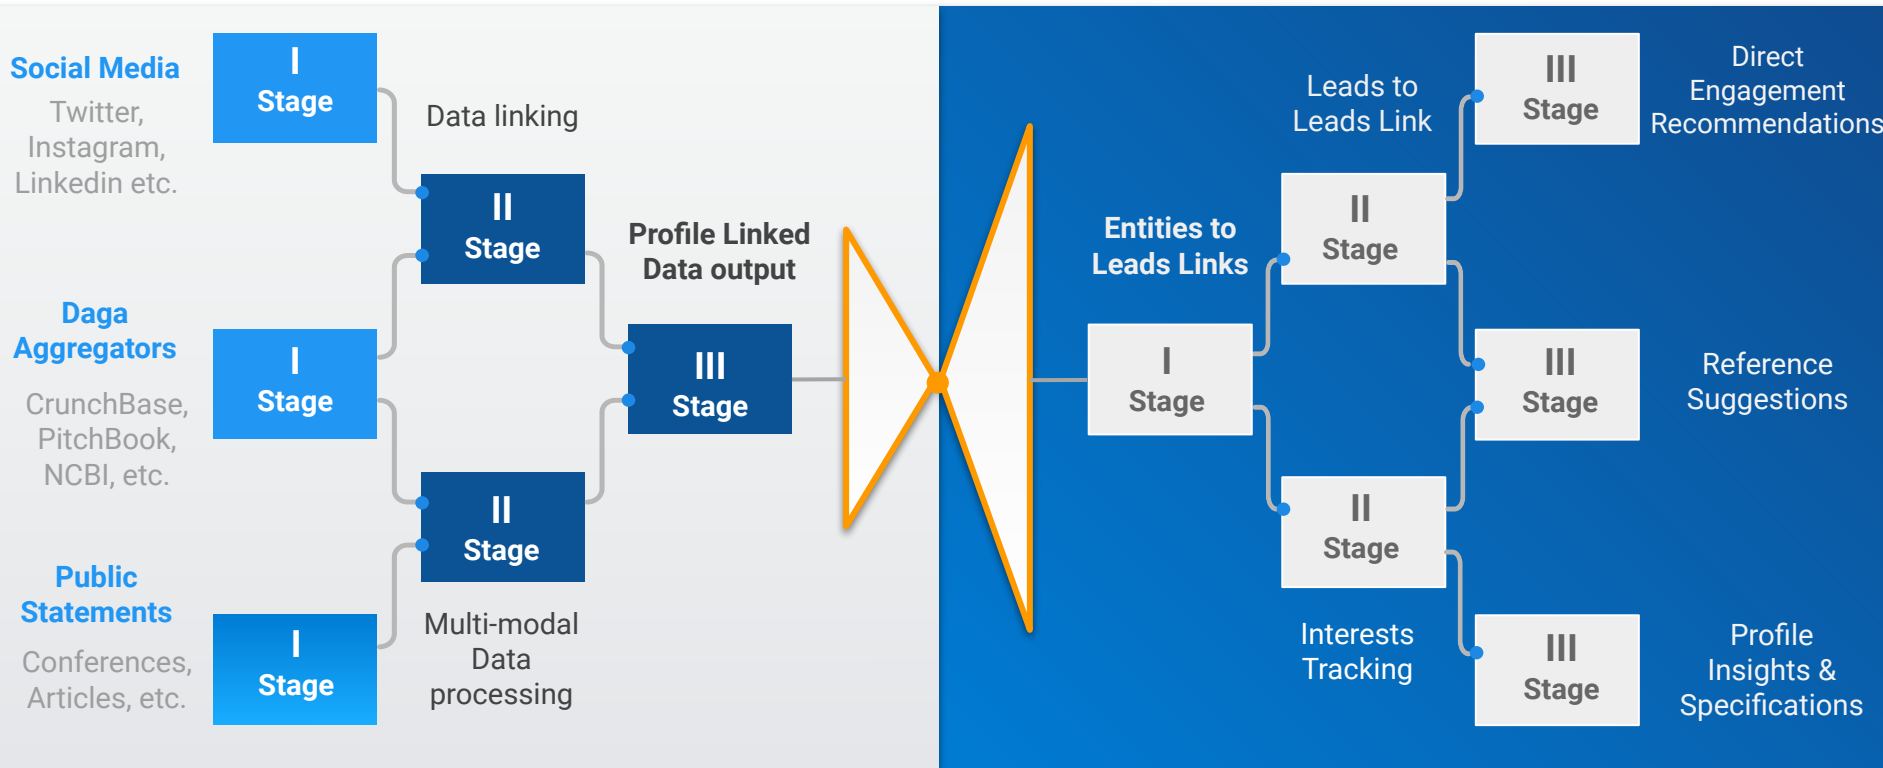 Social Media
Twitter,
Instagram,
Linkedin etc.
I
Stage
Data linking
II
Stage
Daga
Aggregators
CrunchBase,
PitchBook,
NCBI, etc.
I
Stage
Profile Linked
Data output
III
Stage
Public
Statements
Conferences,
Articles, etc.
I
Stage
II
Stage
Multi-modal
Data
processing
Entities to
Leads Links
I
Stage
Leads to
Leads Link
II
Stage
II
Stage
Interests
Tracking
III
Stage
Direct
Engagement
Recommendations
III
Stage
Reference
Suggestions
III
Stage
Profile
Insights &
Specifications